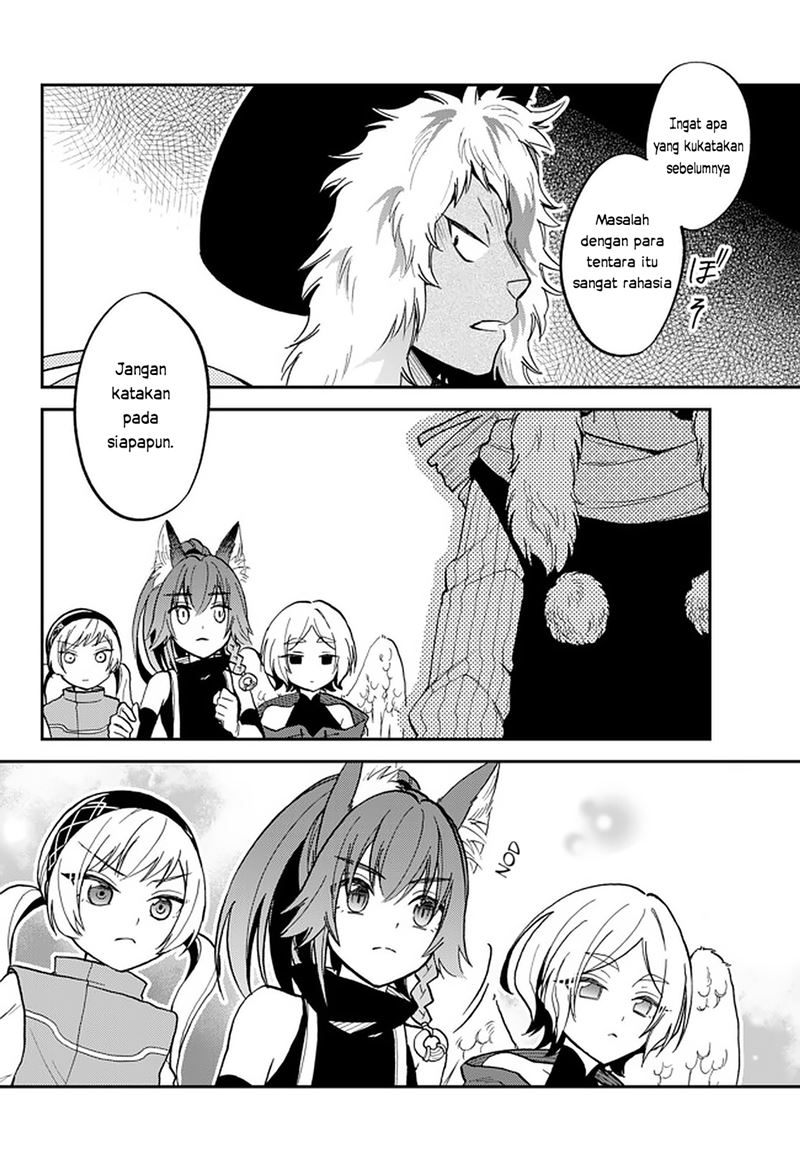 Ingat apa
yang kukatakan
sebelumnya
Masalah
dengan para
tentara itu
sangat rahasia
ぼそ
Jangan
katakan
pada
siapapun.
NOD